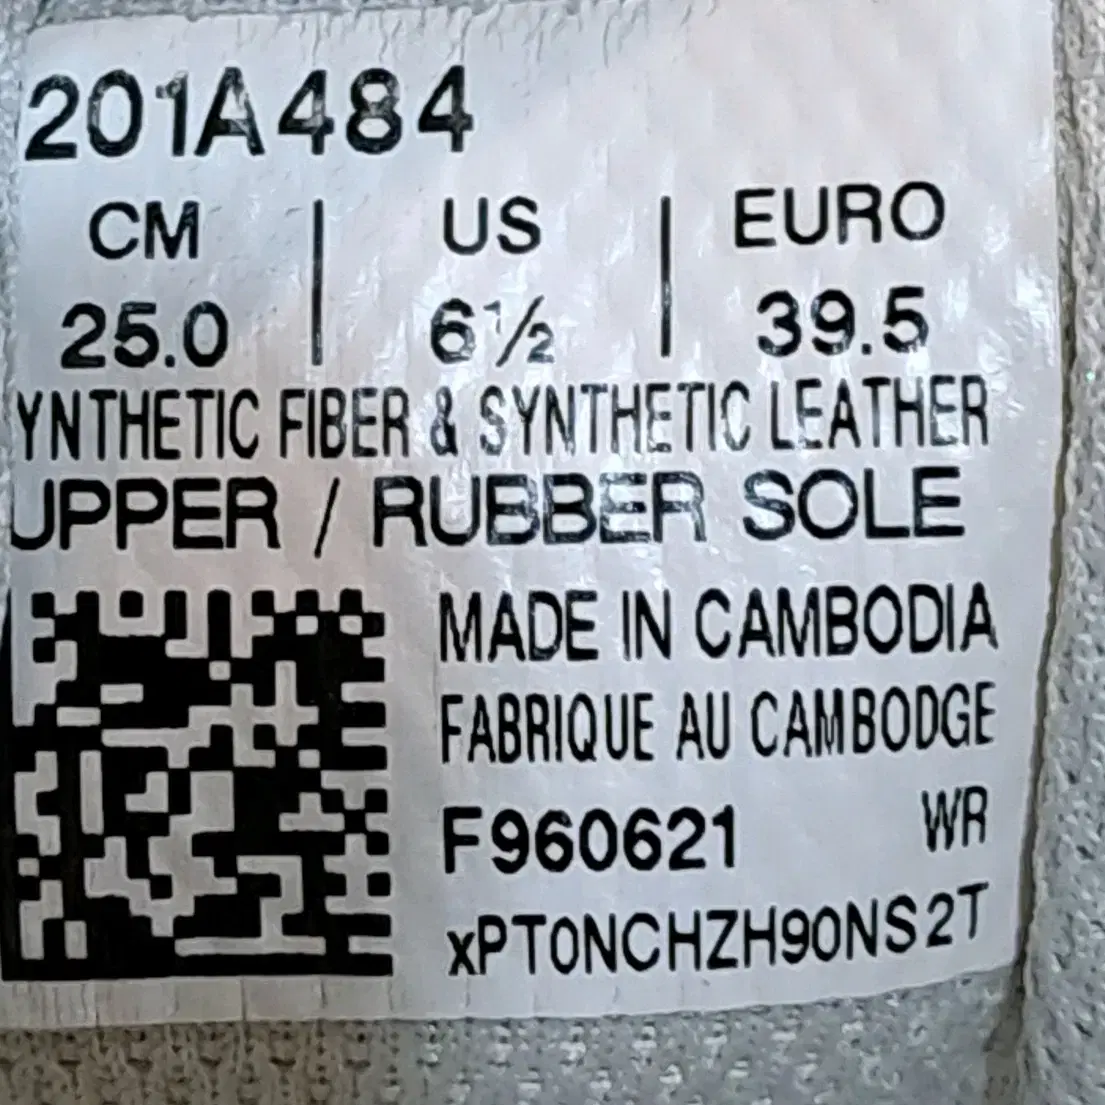 201A484
CM | US | EURO
25.0 | 6½ | 39.5
YNTHETIC FIBER & SYNTHETIC LEATHER
UPPER / RUBBER SOLE
MADE IN CAMBODIA
FABRIQUE AU CAMBODGE
F960621 WR
xPT0NCHZH90NS2T